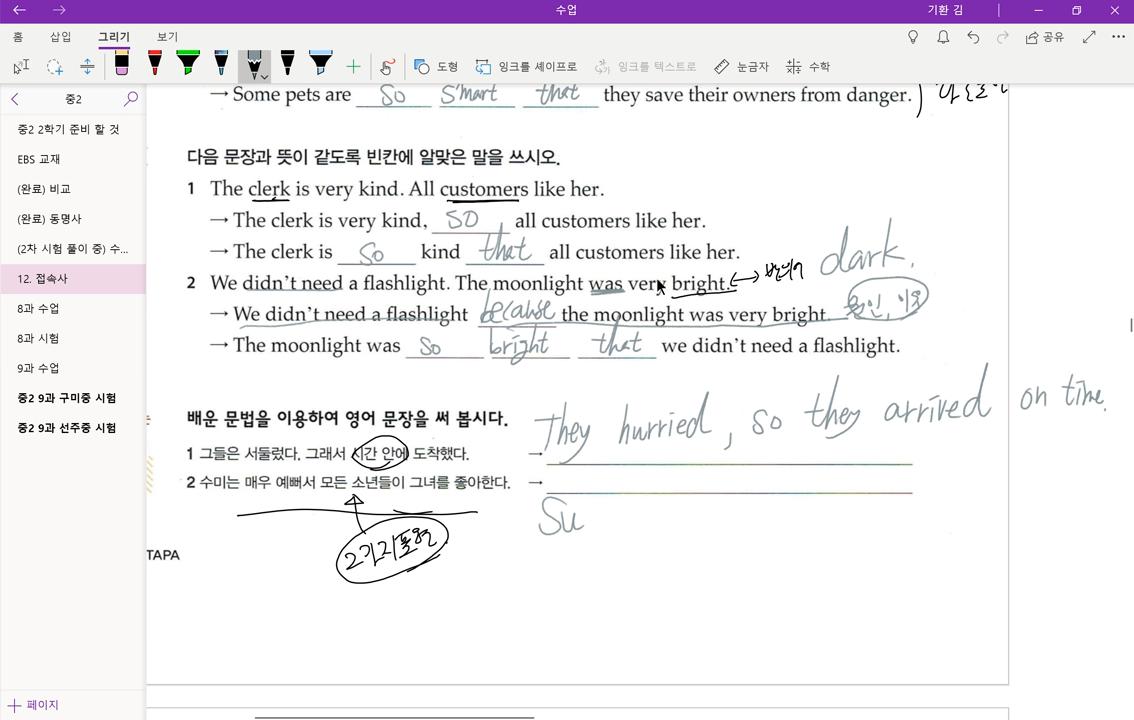 수업
기환 김
홈 삽입 그리기 보기
공유
도형 잉크를 셰이프로 잉크를 텍스트로 눈금자 수학
중2
중2 2학기 준비 할 것
EBS 교재
(완료) 비교
(완료) 동명사
(2차 시험 풀이 중) 수...
12. 접속사
8과 수업
8과 시험
9과 수업
중2 9과 구미중 시험
중2 9과 선주중 시험
페이지
→ Some pets are so smart that they save their owners from danger.
다음 문장과 뜻이 같도록 빈칸에 알맞은 말을 쓰시오.
1 The clerk is very kind. All customers like her.
→ The clerk is very kind, so all customers like her.
→ The clerk is so kind that all customers like her.
2 We didn't need a flashlight. The moonlight was very bright. ↔ 반의어 dark.
→ We didn't need a flashlight because the moonlight was very bright. 원인, 이유
→ The moonlight was so bright that we didn't need a flashlight.
배운 문법을 이용하여 영어 문장을 써 봅시다.
They hurried, so they arrived on time.
1 그들은 서둘렀다, 그래서 시간 안에 도착했다. →
2 수미는 매우 예뻐서 모든 소년들이 그녀를 좋아한다. →
Su
2가지 표현
TAPA